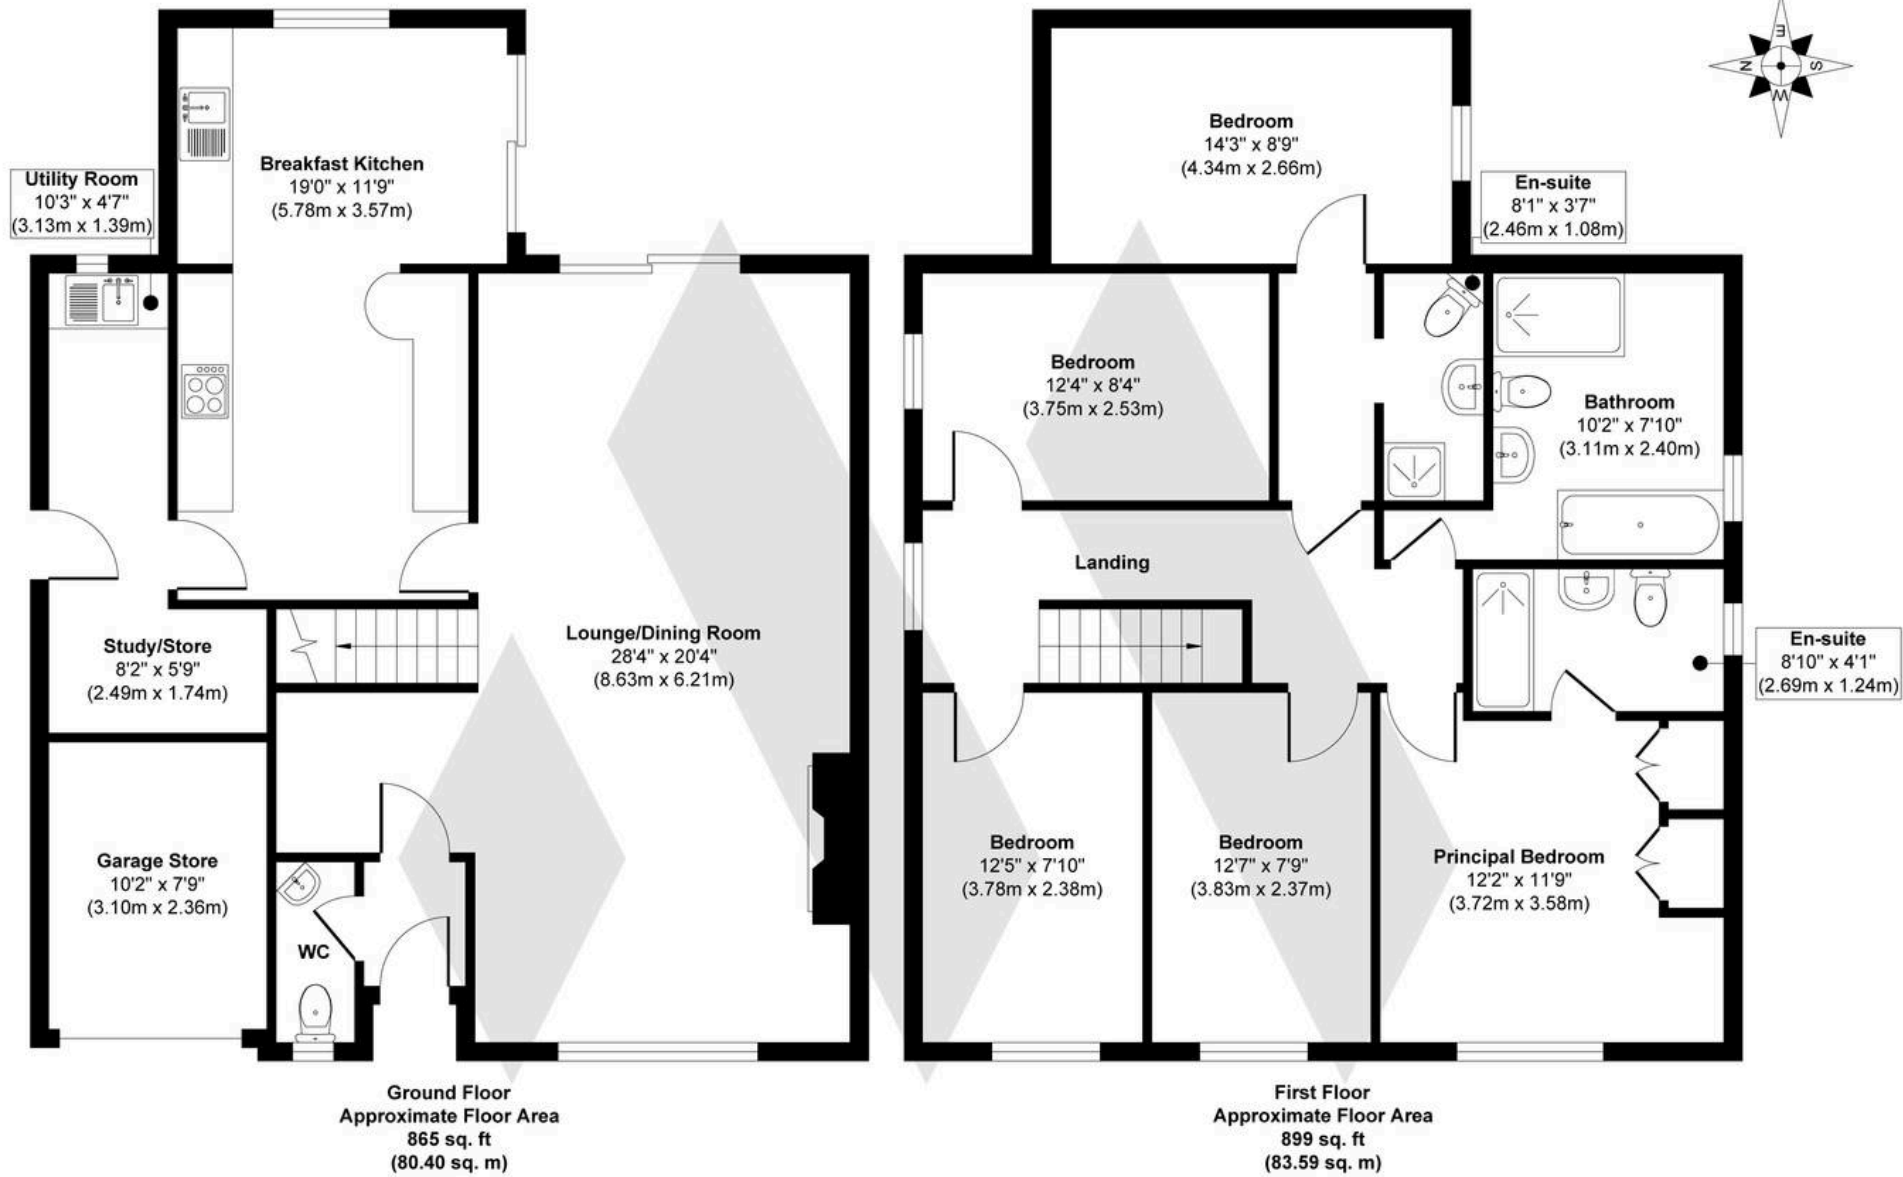 Breakfast Kitchen
19'0" x 11'9"
(5.78m x 3.57m)
Utility Room
10'3" x 4'7"
(3.13m x 1.39m)
Study/Store
8'2" x 5'9"
(2.49m x 1.74m)
Lounge/Dining Room
28'4" x 20'4"
(8.63m x 6.21m)
Garage Store
10'2" x 7'9"
(3.10m x 2.36m)
WC
Ground Floor
Approximate Floor Area
865 sq. ft
(80.40 sq. m)
E
N
S
W
Bedroom
14'3" x 8'9"
(4.34m x 2.66m)
En-suite
8'1" x 3'7"
(2.46m x 1.08m)
Bedroom
12'4" x 8'4"
(3.75m x 2.53m)
Bathroom
10'2" x 7'10"
(3.11m x 2.40m)
Landing
En-suite
8'10" x 4'1"
(2.69m x 1.24m)
Bedroom
12'5" x 7'10"
(3.78m x 2.38m)
Bedroom
12'7" x 7'9"
(3.83m x 2.37m)
Principal Bedroom
12'2" x 11'9"
(3.72m x 3.58m)
First Floor
Approximate Floor Area
899 sq. ft
(83.59 sq. m)